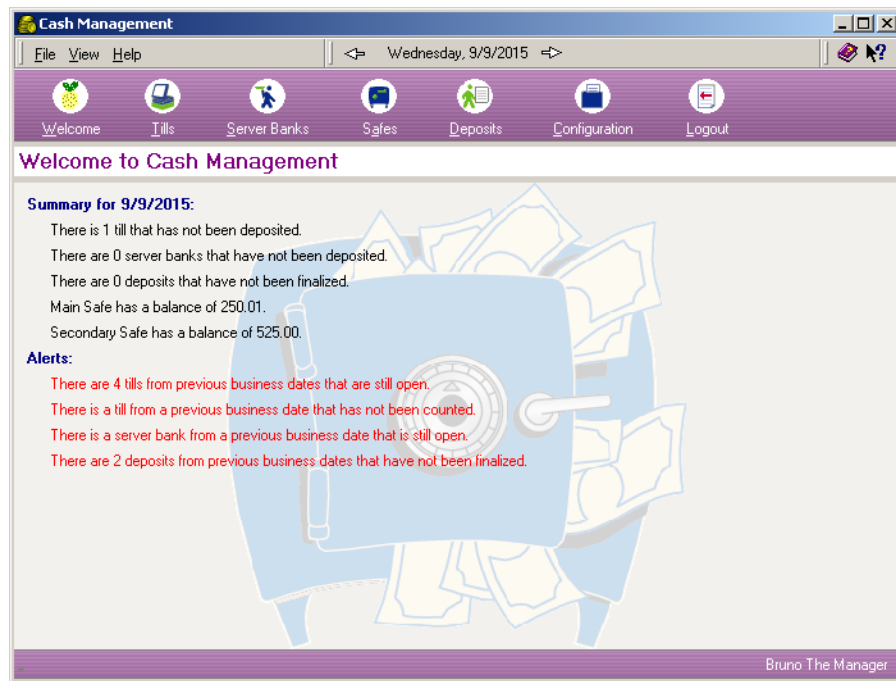 Cash Management
File View Help
Wednesday, 9/9/2015
Welcome Tills Server Banks Safes Deposits Configuration Logout
Welcome to Cash Management
Summary for 9/9/2015:
There is 1 till that has not been deposited.
There are 0 server banks that have not been deposited.
There are 0 deposits that have not been finalized.
Main Safe has a balance of 250.01.
Secondary Safe has a balance of 525.00.
Alerts:
There are 4 tills from previous business dates that are still open.
There is a till from a previous business date that has not been counted.
There is a server bank from a previous business date that is still open.
There are 2 deposits from previous business dates that have not been finalized.
Bruno The Manager